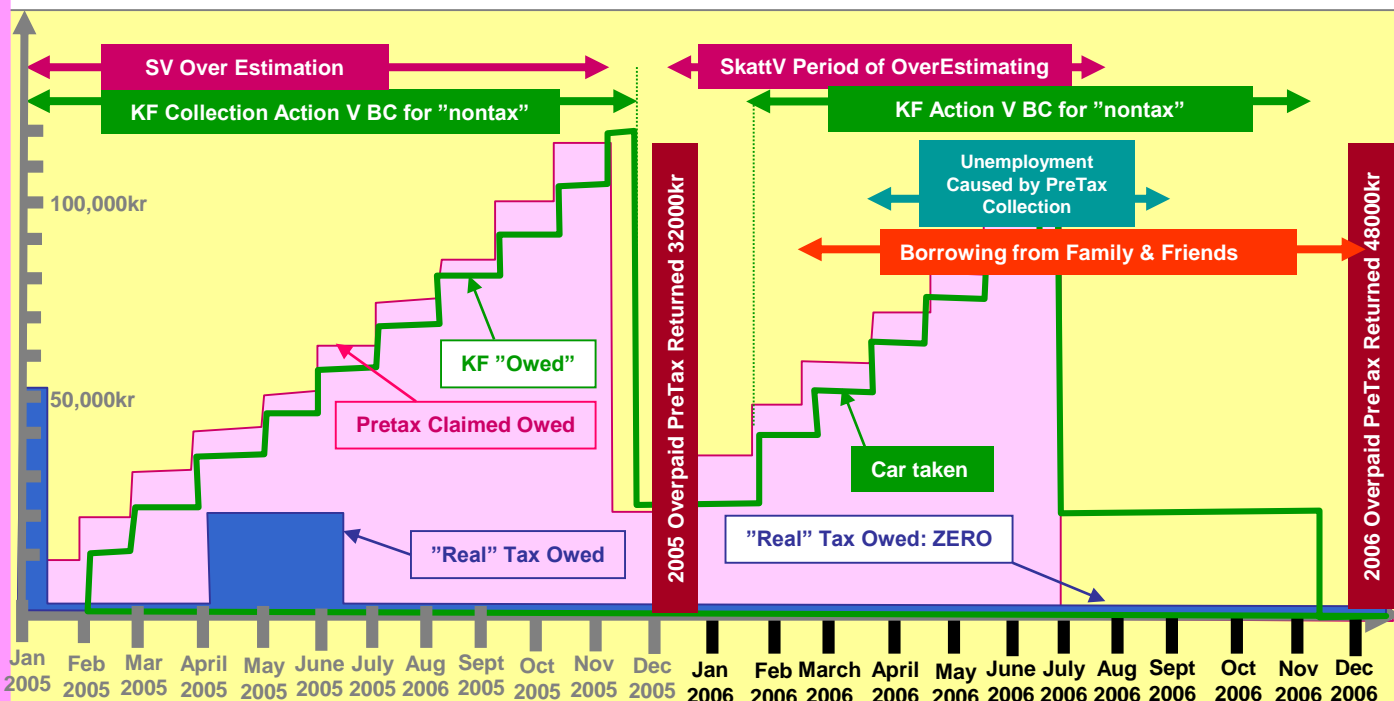 SV Over Estimation
SkattV Period of OverEstimating
KF Collection Action V BC for ”nontax”
KF Action V BC for ”nontax”
Unemployment
Caused by PreTax
Collection
Borrowing from Family & Friends
100,000kr
50,000kr
KF ”Owed”
Pretax Claimed Owed
Car taken
”Real” Tax Owed
”Real” Tax Owed: ZERO
2005 Overpaid PreTax Returned 32000kr
2006 Overpaid PreTax Returned 48000kr
Jan
2005
Feb
2005
Mar
2005
April
2005
May
2005
June
2005
July
2005
Aug
2006
Sept
2005
Oct
2005
Nov
2005
Dec
2005
Jan
2006
Feb
2006
March
2006
April
2006
May
2006
June
2006
July
2006
Aug
2006
Sept
2006
Oct
2006
Nov
2006
Dec
2006